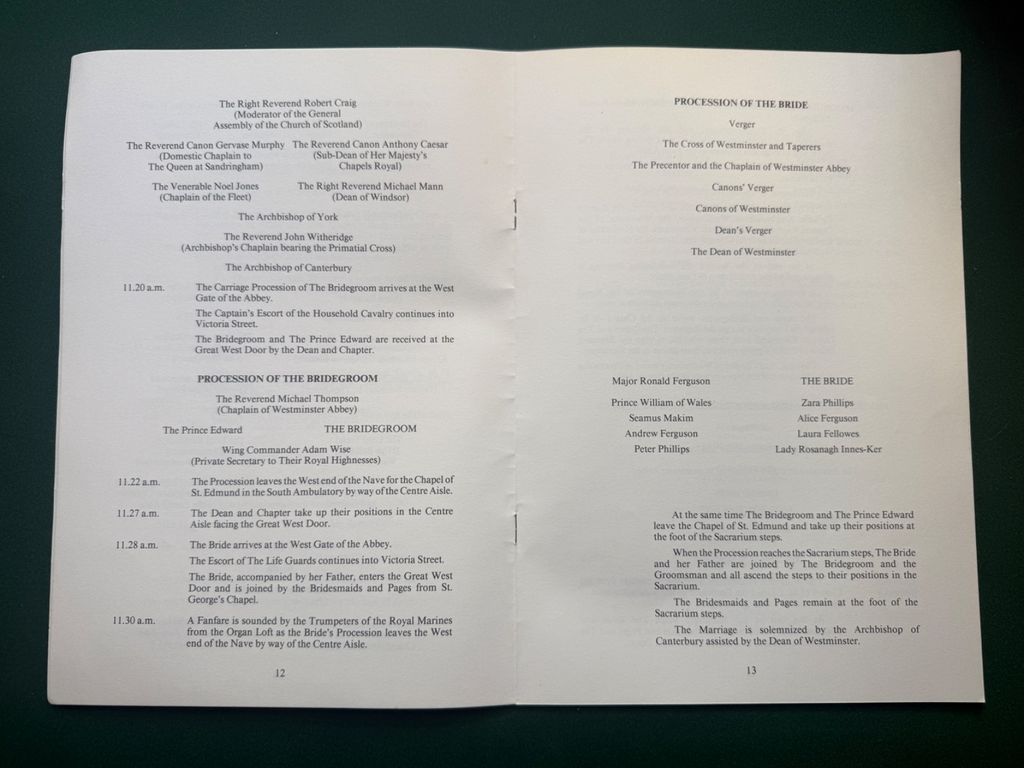 The Right Reverend Robert Craig
(Moderator of the General
Assembly of the Church of Scotland)
The Reverend Canon Gervase Murphy The Reverend Canon Anthony Caesar
(Domestic Chaplain to (Sub-Dean of Her Majesty's
The Queen at Sandringham) Chapels Royal)
The Venerable Noel Jones The Right Reverend Michael Mann
(Chaplain of the Fleet) (Dean of Windsor)
The Archbishop of York
The Reverend John Witheridge
(Archbishop's Chaplain bearing the Primatial Cross)
The Archbishop of Canterbury
11.20 a.m. The Carriage Procession of The Bridegroom arrives at the West
Gate of the Abbey.
The Captain's Escort of the Household Cavalry continues into
Victoria Street.
The Bridegroom and The Prince Edward are received at the
Great West Door by the Dean and Chapter.
PROCESSION OF THE BRIDEGROOM
The Reverend Michael Thompson
(Chaplain of Westminster Abbey)
The Prince Edward THE BRIDEGROOM
Wing Commander Adam Wise
(Private Secretary to Their Royal Highnesses)
11.22 a.m. The Procession leaves the West end of the Nave for the Chapel of
St. Edmund in the South Ambulatory by way of the Centre Aisle.
11.27 a.m. The Dean and Chapter take up their positions in the Centre
Aisle facing the Great West Door.
11.28 a.m. The Bride arrives at the West Gate of the Abbey.
The Escort of The Life Guards continues into Victoria Street.
The Bride, accompanied by her Father, enters the Great West
Door and is joined by the Bridesmaids and Pages from St.
George's Chapel.
11.30 a.m. A Fanfare is sounded by the Trumpeters of the Royal Marines
from the Organ Loft as the Bride's Procession leaves the West
end of the Nave by way of the Centre Aisle.
12
PROCESSION OF THE BRIDE
Verger
The Cross of Westminster and Taperers
The Precentor and the Chaplain of Westminster Abbey
Canons' Verger
Canons of Westminster
Dean's Verger
The Dean of Westminster
Major Ronald Ferguson THE BRIDE
Prince William of Wales Zara Phillips
Seamus Makim Alice Ferguson
Andrew Ferguson Laura Fellowes
Peter Phillips Lady Rosanagh Innes-Ker
At the same time The Bridegroom and The Prince Edward
leave the Chapel of St. Edmund and take up their positions at
the foot of the Sacrarium steps.
When the Procession reaches the Sacrarium steps, The Bride
and her Father are joined by The Bridegroom and the
Groomsman and all ascend the steps to their positions in the
Sacrarium.
The Bridesmaids and Pages remain at the foot of the
Sacrarium steps.
The Marriage is solemnized by the Archbishop of
Canterbury assisted by the Dean of Westminster.
13